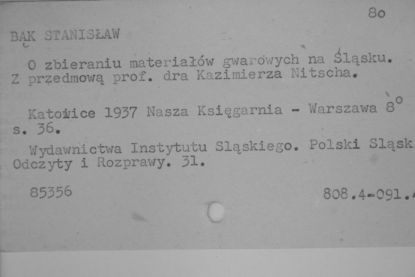 80
BĄK STANISŁAW
O zbieraniu materiałów gwarowych na Śląsku.
Z przedmową prof. dra Kazimierza Nitscha.
Katowice 1937 Nasza Księgarnia - Warszawa 8°
s. 36.
Wydawnictwa Instytutu Śląskiego. Polski Śląsk
Odczyty i Rozprawy. 31.
85356 808.4-091.